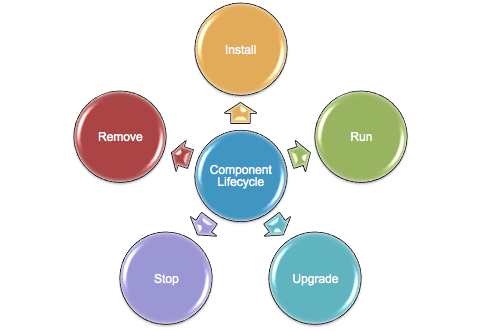 Install
Remove
Run
Component
Lifecycle
Stop
Upgrade